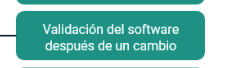 Validación del software
después de un cambio